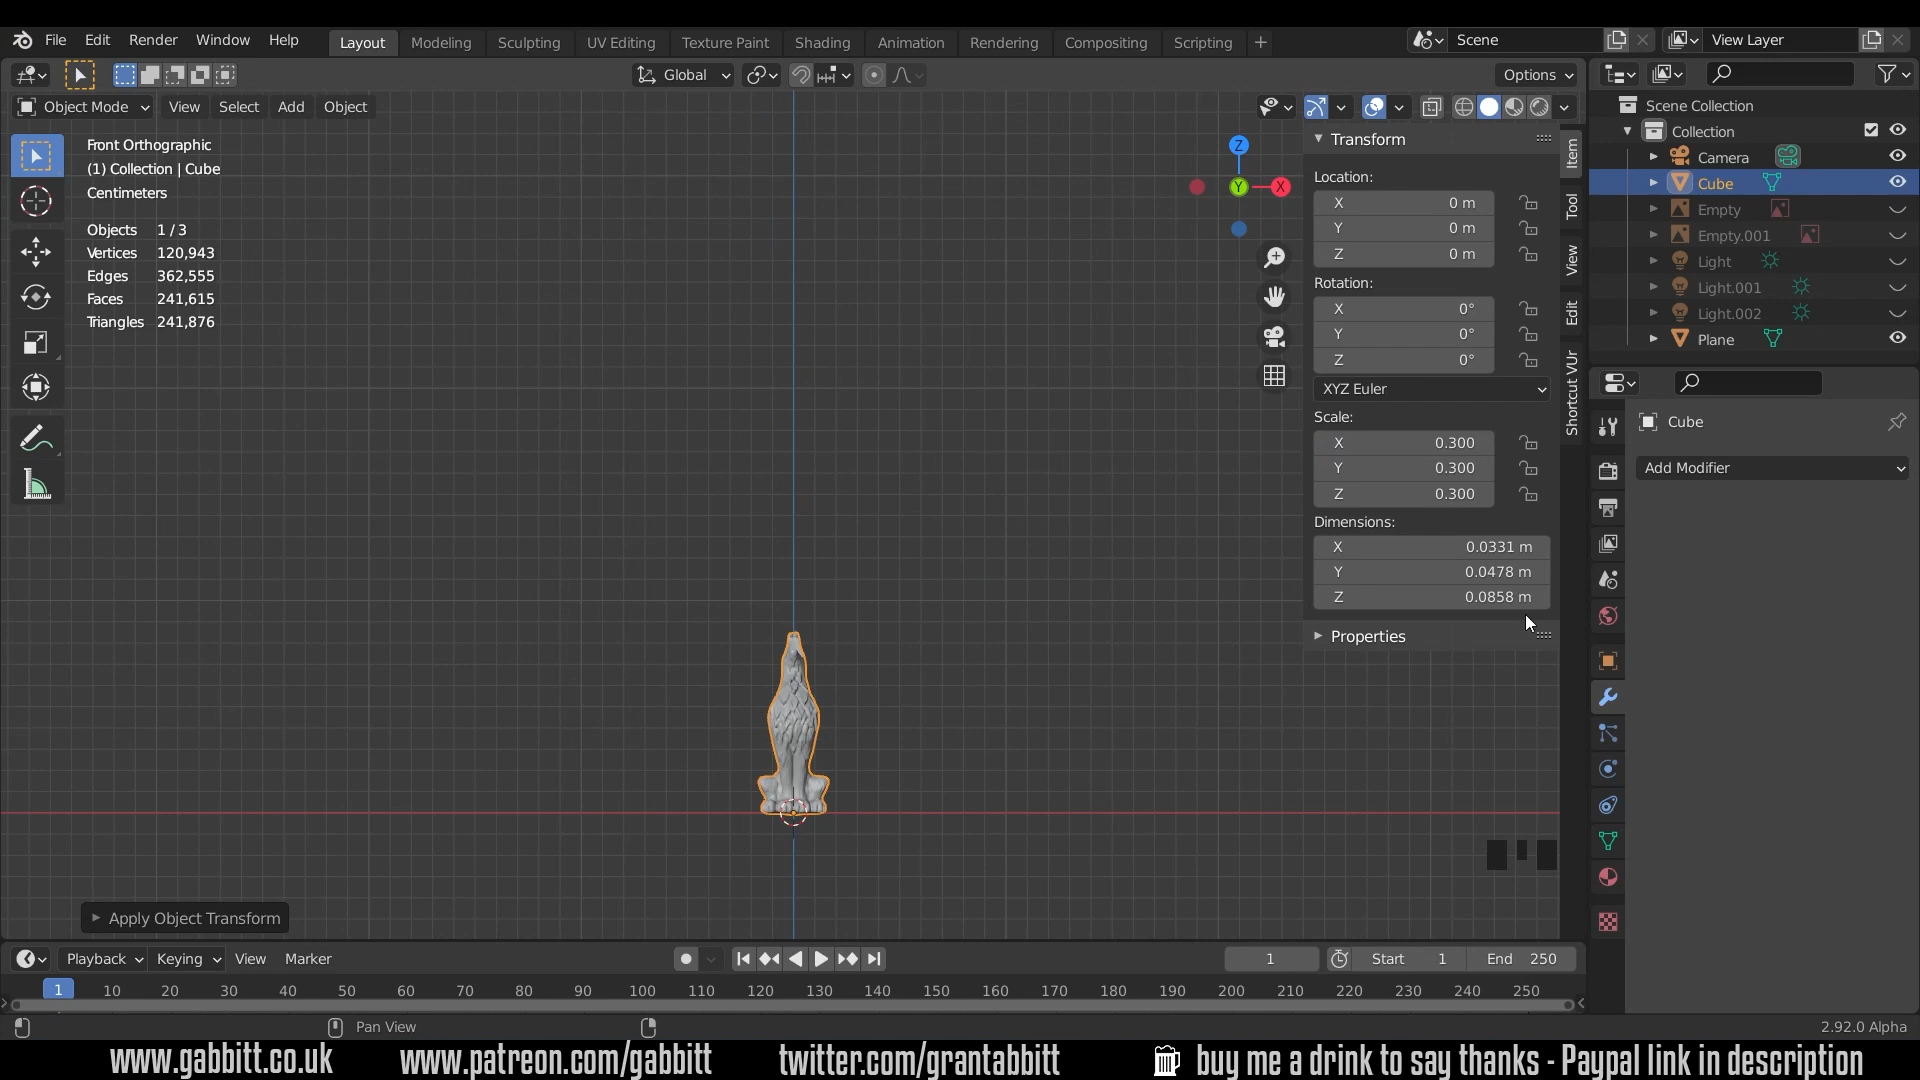 File Edit Render Window Help Layout Modeling Sculpting UV Editing Texture Paint Shading Animation Rendering Compositing Scripting + Scene View Layer
Global Options
Object Mode View Select Add Object
Front Orthographic
(1) Collection | Cube
Centimeters
Objects 1 / 3
Vertices 120,943
Edges 362,555
Faces 241,615
Triangles 241,876
Z
Y
X
Transform
Location:
X 0 m
Y 0 m
Z 0 m
Rotation:
X 0°
Y 0°
Z 0°
XYZ Euler
Scale:
X 0.300
Y 0.300
Z 0.300
Dimensions:
X 0.0331 m
Y 0.0478 m
Z 0.0858 m
Properties
Item
Tool
View
Edit
Shortcut VUr
Scene Collection
Collection
Camera
Cube
Empty
Empty.001
Light
Light.001
Light.002
Plane
Cube
Add Modifier
Apply Object Transform
Playback Keying View Marker 1 Start 1 End 250
1 10 20 30 40 50 60 70 80 90 100 110 120 130 140 150 160 170 180 190 200 210 220 230 240 250
Pan View 2.92.0 Alpha
www.gabbitt.co.uk www.patreon.com/gabbitt twitter.com/grantabbitt buy me a drink to say thanks - Paypal link in description